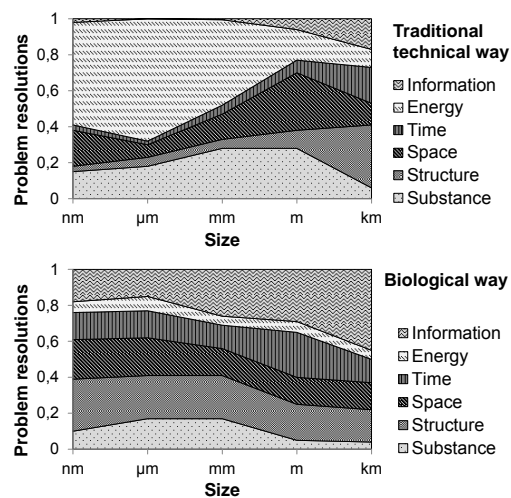 Traditional
technical way
Problem resolutions
1
0,8
0,6
0,4
0,2
0
nm
µm
mm
m
km
Size
Information
Energy
Time
Space
Structure
Substance
Biological way
Problem resolutions
1
0,8
0,6
0,4
0,2
0
nm
µm
mm
m
km
Size
Information
Energy
Time
Space
Structure
Substance